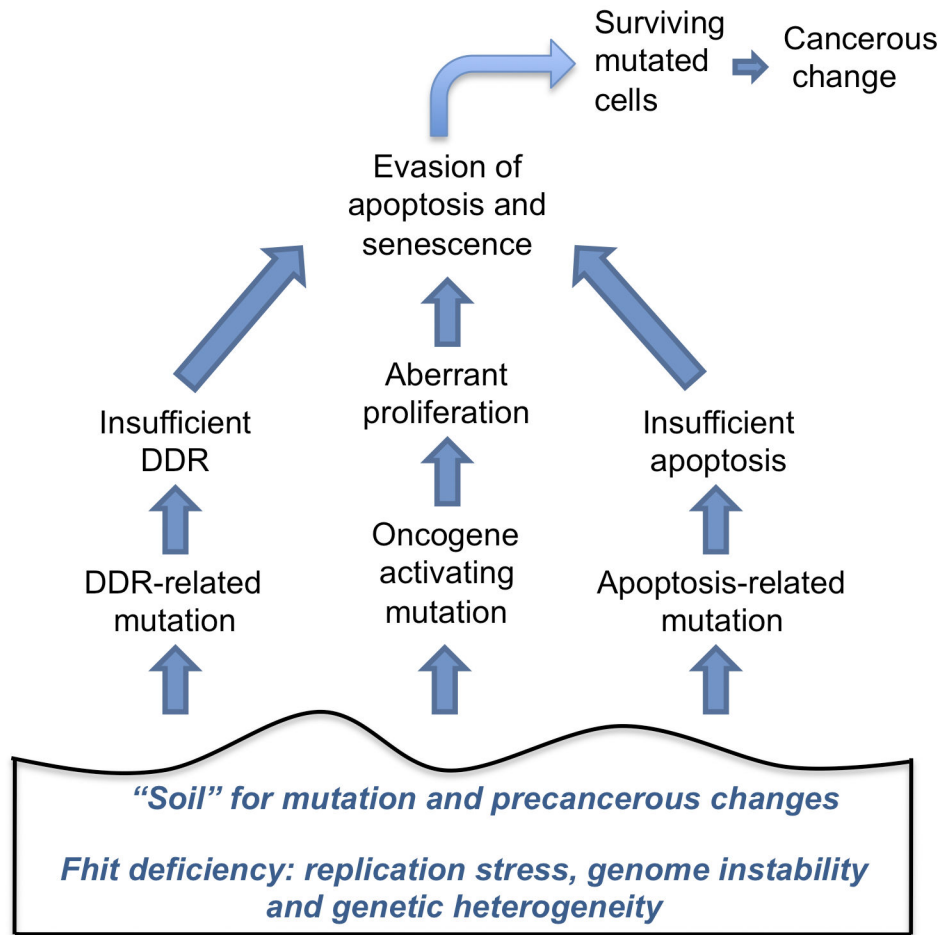 Surviving
mutated
cells
Cancerous
change
Evasion of
apoptosis and
senescence
Aberrant
proliferation
Insufficient
DDR
Insufficient
apoptosis
Oncogene
activating
mutation
DDR-related
mutation
Apoptosis-related
mutation
“Soil” for mutation and precancerous changes
Fhit deficiency: replication stress, genome instability
and genetic heterogeneity